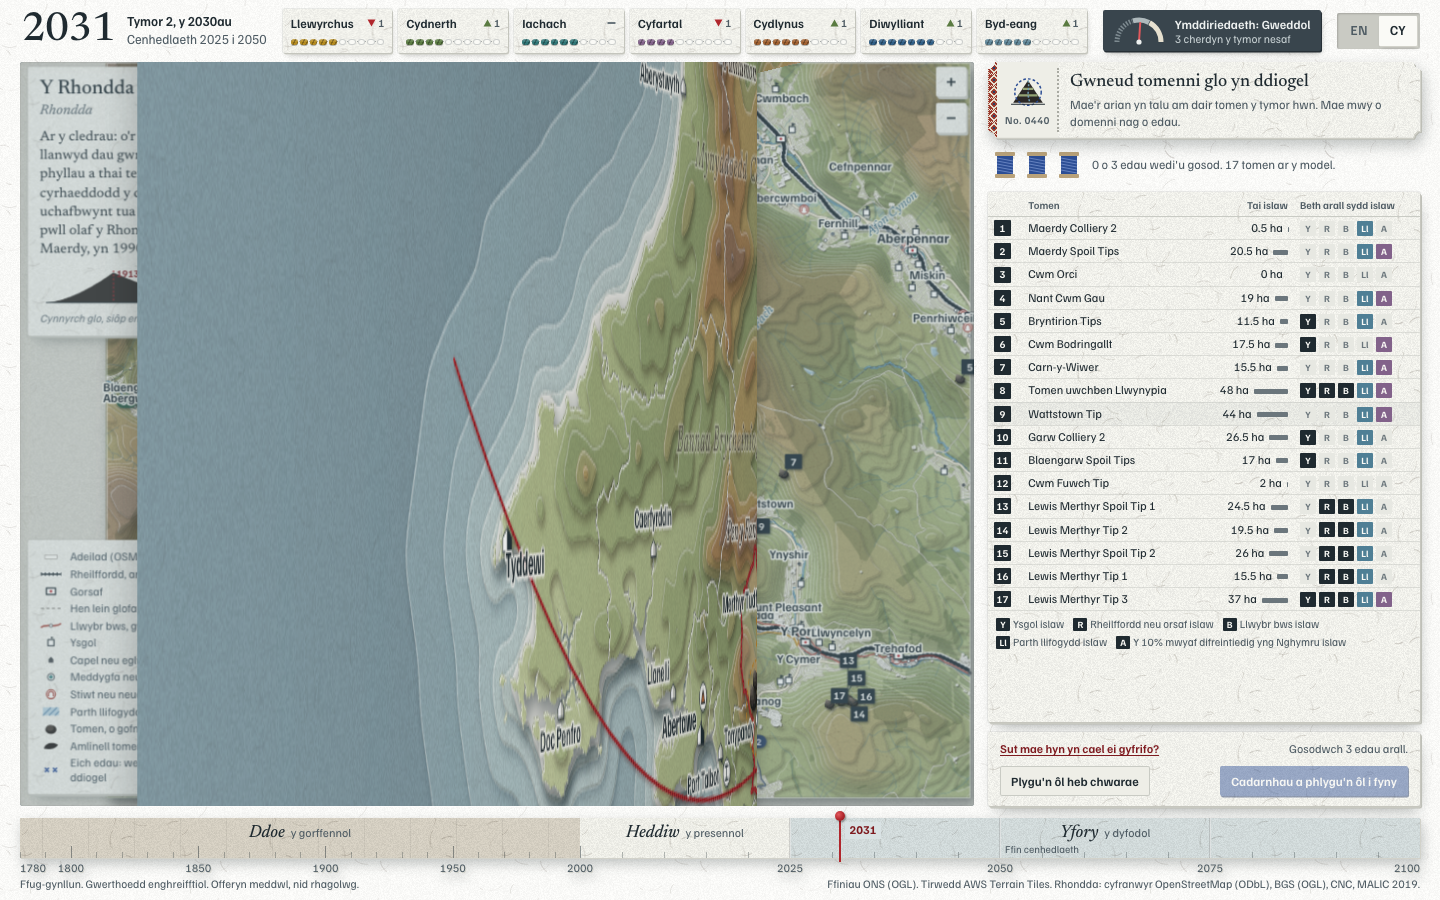 2031
Tymor 2, y 2030au
Cenhedlaeth 2025 i 2050
Llewyrchus ▼ 1
Cydnerth ▲ 1
Iachach —
Cyfartal ▼ 1
Cydlynus ▲ 1
Diwylliant ▲ 1
Byd-eang ▲ 1
Ymddiriedaeth: Gweddol
3 cherdyn y tymor nesaf
EN CY
Y Rhondda
Rhondda
Ar y cledrau: o'r
llanwyd dau
phyllau a thai
cyrhaeddodd y
uchafbwynt tua
pwll olaf y
Maerdy, yn
1913
Cynnyrch glo, siâp
Adeilad
Rheilffordd,
Gorsaf
Hen lein
Llwybr bws,
Ysgol
Capel neu
Meddygfa
Stiwt neu
Parth
Tomen, o
Amlinell
Eich edau:
ddiogel
Aberystwyth
Caerfyrddin
Tyddewi
Llanelli
Abertawe
Doc Penfro
Port Talbot
Cwmbach
Cefnpennar
Fernhill
Aberpennar
Miskin
5
7
9
Ynyshir
Y Porth
Llwyncelyn
Trehafod
Y Cymer
13
15
17 16
14
+
−
No. 0440
Gwneud tomenni glo yn ddiogel
Mae'r arian yn talu am dair tomen y tymor hwn. Mae mwy o
domenni nag o edau.
0 o 3 edau wedi'u gosod. 17 tomen ar y model.
Tomen Tai islaw Beth arall sydd islaw
1 Maerdy Colliery 2 0.5 ha Y R B Ll A
2 Maerdy Spoil Tips 20.5 ha Y R B Ll A
3 Cwm Orci 0 ha Y R B Ll A
4 Nant Cwm Gau 19 ha Y R B Ll A
5 Bryntirion Tips 11.5 ha Y R B Ll A
6 Cwm Bodringallt 17.5 ha Y R B Ll A
7 Carn-y-Wiwer 15.5 ha Y R B Ll A
8 Tomen uwchben Llwynypia 48 ha Y R B Ll A
9 Wattstown Tip 44 ha Y R B Ll A
10 Garw Colliery 2 26.5 ha Y R B Ll A
11 Blaengarw Spoil Tips 17 ha Y R B Ll A
12 Cwm Fuwch Tip 2 ha Y R B Ll A
13 Lewis Merthyr Spoil Tip 1 24.5 ha Y R B Ll A
14 Lewis Merthyr Tip 2 19.5 ha Y R B Ll A
15 Lewis Merthyr Spoil Tip 2 26 ha Y R B Ll A
16 Lewis Merthyr Tip 1 15.5 ha Y R B Ll A
17 Lewis Merthyr Tip 3 37 ha Y R B Ll A
Y Ysgol islaw R Rheilffordd neu orsaf islaw B Llwybr bws islaw
Ll Parth llifogydd islaw A Y 10% mwyaf difreintiedig yng Nghymru islaw
Sut mae hyn yn cael ei gyfrifo?
Gosodwch 3 edau arall.
Plygu'n ôl heb chwarae
Cadarnhau a phlygu'n ôl i fyny
Ddoe y gorffennol
Heddiw y presennol
2031
Yfory y dyfodol
Ffin cenhedlaeth
1780 1800 1850 1900 1950 2000 2025 2050 2075 2100
Ffug-gynllun. Gwerthoedd enghreifftiol. Offeryn meddwl, nid rhagolwg.
Ffiniau ONS (OGL). Tirwedd AWS Terrain Tiles. Rhondda: cyfranwyr OpenStreetMap (ODbL), BGS (OGL), CNC, MALIC 2019.